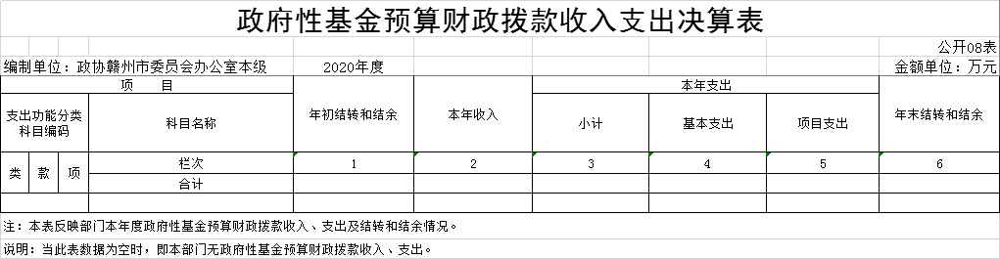 政府性基金预算财政拨款收入支出决算表
公开08表
编制单位：政协赣州市委员会办公室本级 2020年度 金额单位：万元
项 目 年初结转和结余 本年收入 本年支出 年末结转和结余
支出功能分类科目编码 科目名称 小计 基本支出 项目支出
类 款 项 栏次 1 2 3 4 5 6
合计
注：本表反映部门本年度政府性基金预算财政拨款收入、支出及结转和结余情况。
说明：当此表数据为空时，即本部门无政府性基金预算财政拨款收入、支出。